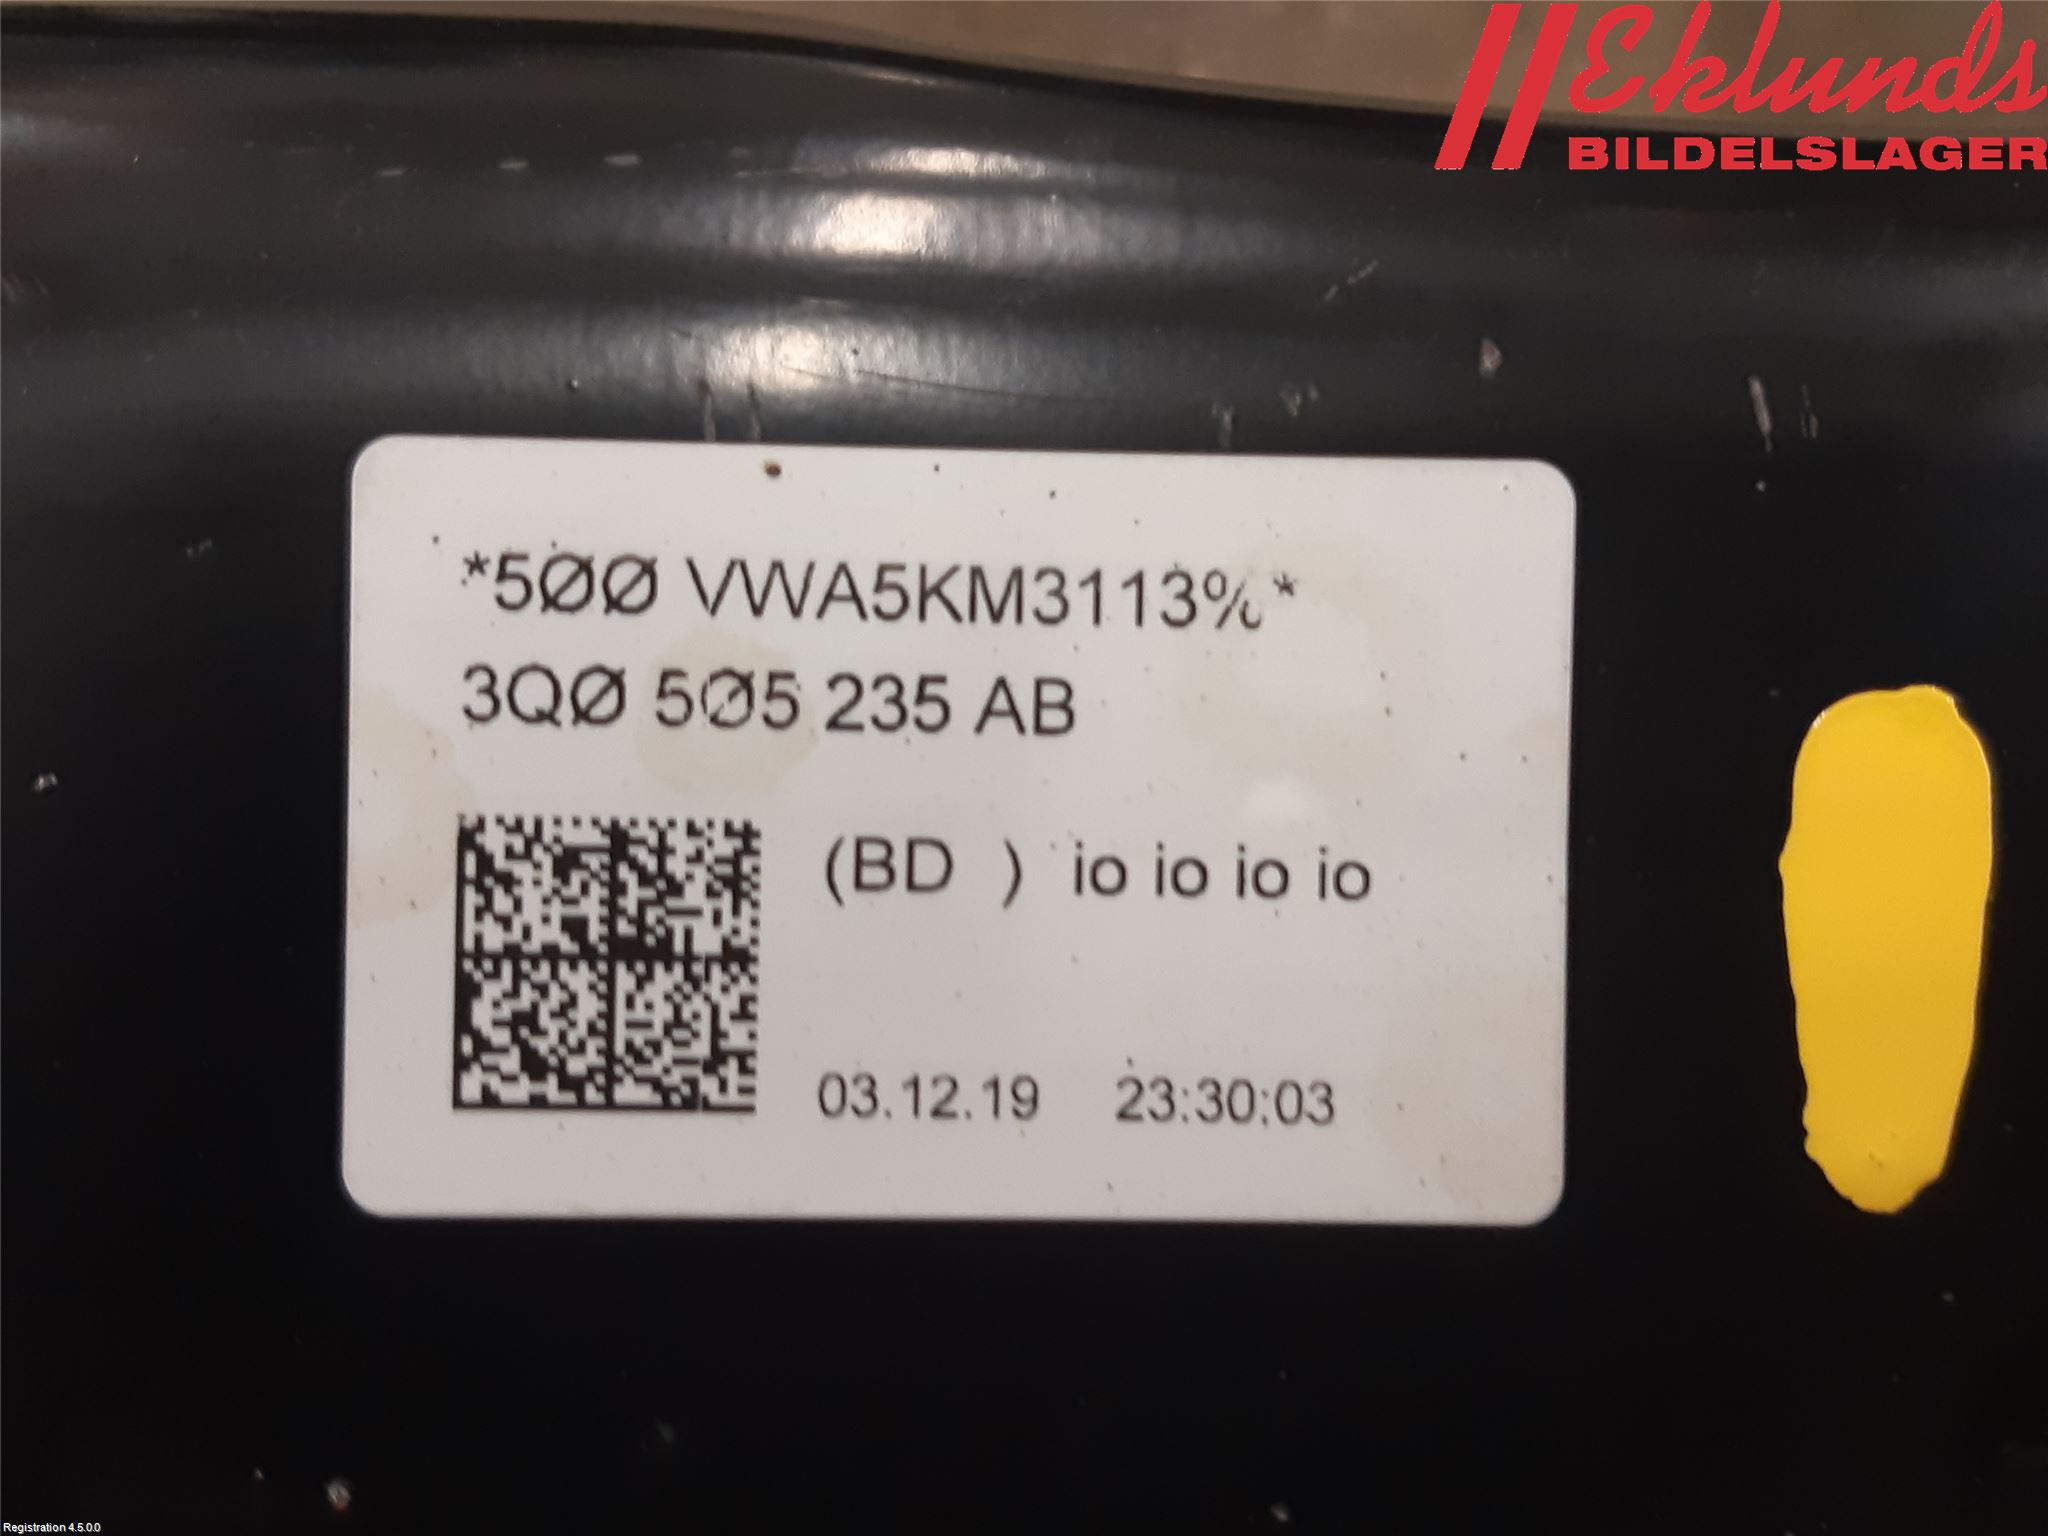 Eklunds
BILDELSLAGER
*5ØØ VWA5KM3113%*
3QØ 5Ø5 235 AB
(BD ) io io io io
03.12.19 23:30:03
Registration 4.5.0.0